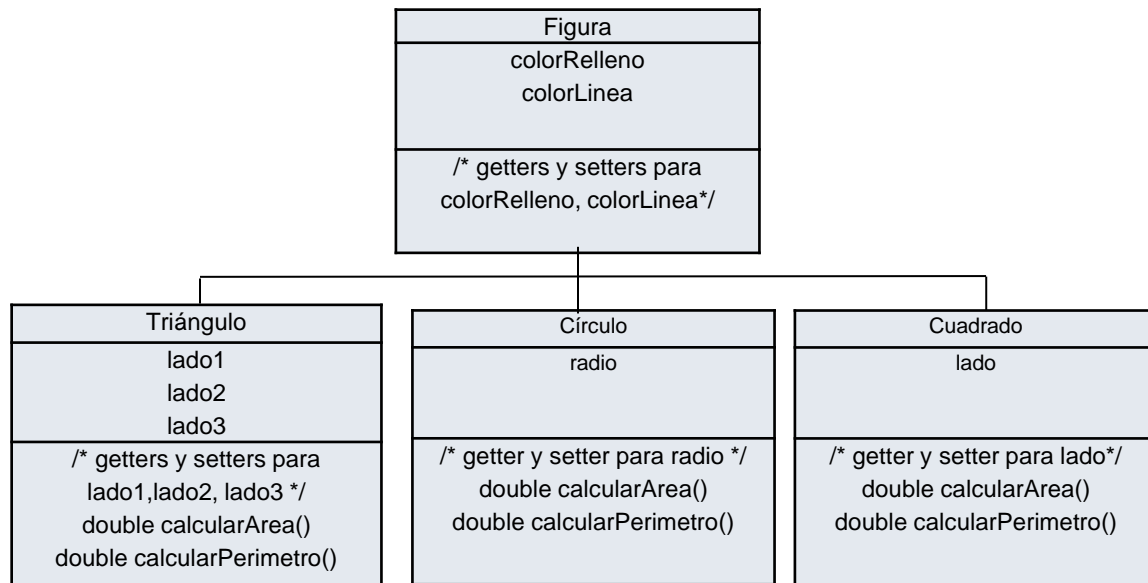 Figura
colorRelleno
colorLinea
/* getters y setters para
colorRelleno, colorLinea*/
Triángulo
lado1
lado2
lado3
/* getters y setters para
lado1,lado2, lado3 */
double calcularArea()
double calcularPerimetro()
Círculo
radio
/* getter y setter para radio */
double calcularArea()
double calcularPerimetro()
Cuadrado
lado
/* getter y setter para lado*/
double calcularArea()
double calcularPerimetro()